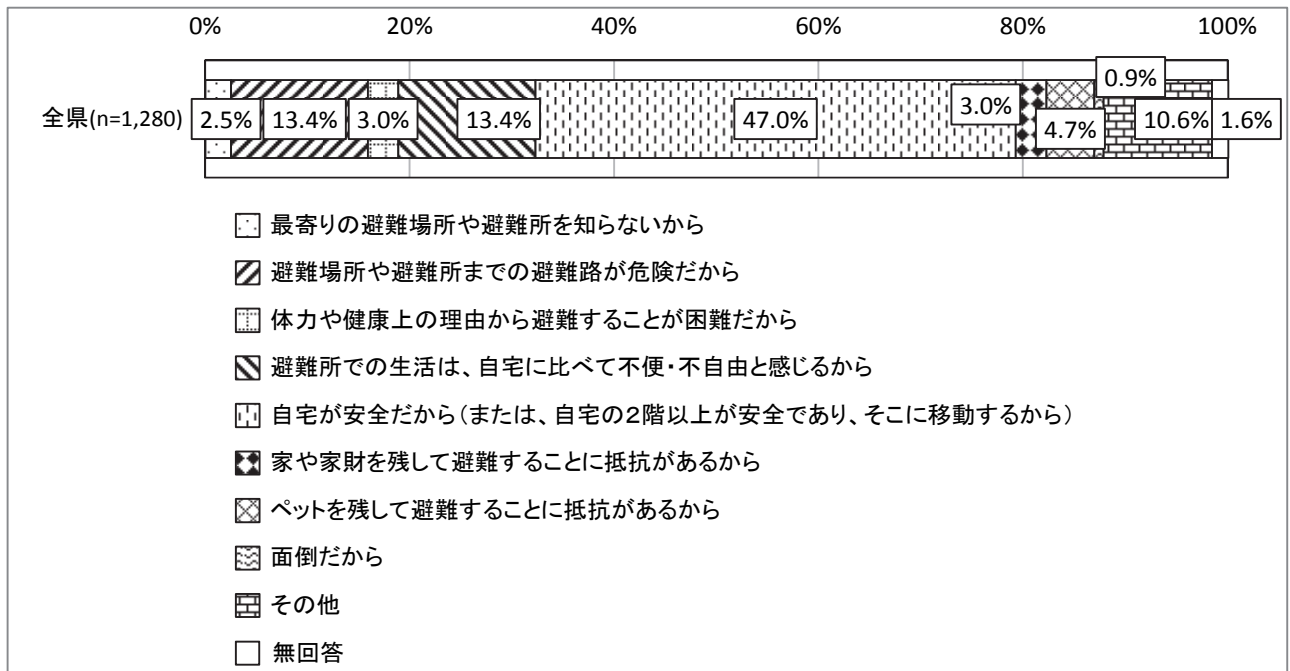 0% 20% 40% 60% 80% 100%
全県(n=1,280) 2.5% 13.4% 3.0% 13.4% 47.0% 3.0% 4.7% 0.9% 10.6% 1.6%
最寄りの避難場所や避難所を知らないから
避難場所や避難所までの避難路が危険だから
体力や健康上の理由から避難することが困難だから
避難所での生活は、自宅に比べて不便・不自由と感じるから
自宅が安全だから(または、自宅の2階以上が安全であり、そこに移動するから)
家や家財を残して避難することに抵抗があるから
ペットを残して避難することに抵抗があるから
面倒だから
その他
無回答